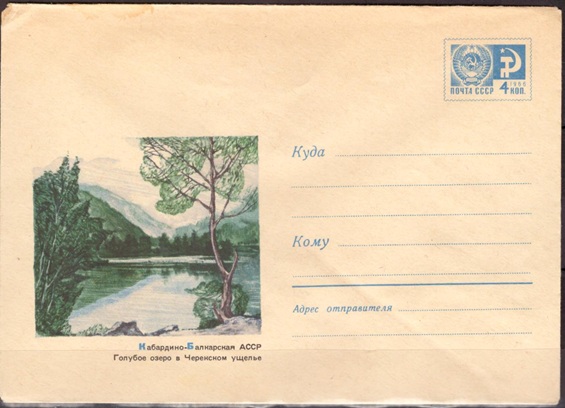 1966
ПОЧТА СССР 4 КОП.
Куда
Кому
Адрес отправителя
Кабардино-Балкарская АССР
Голубое озеро в Черекском ущелье